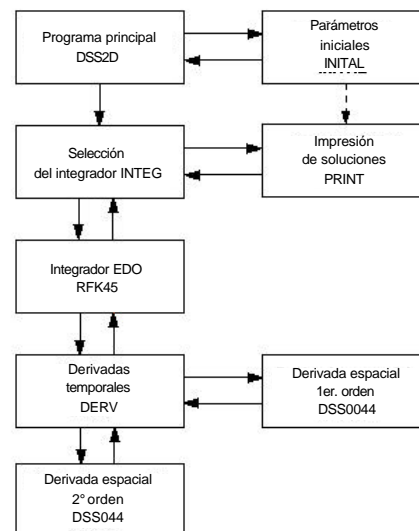 Programa principal
DSS2D
Parámetros
iniciales
INITAL
Selección
del integrador INTEG
Impresión
de soluciones
PRINT
Integrador EDO
RFK45
Derivadas
temporales
DERV
Derivada espacial
1er. orden
DSS0044
Derivada espacial
2º orden
DSS044